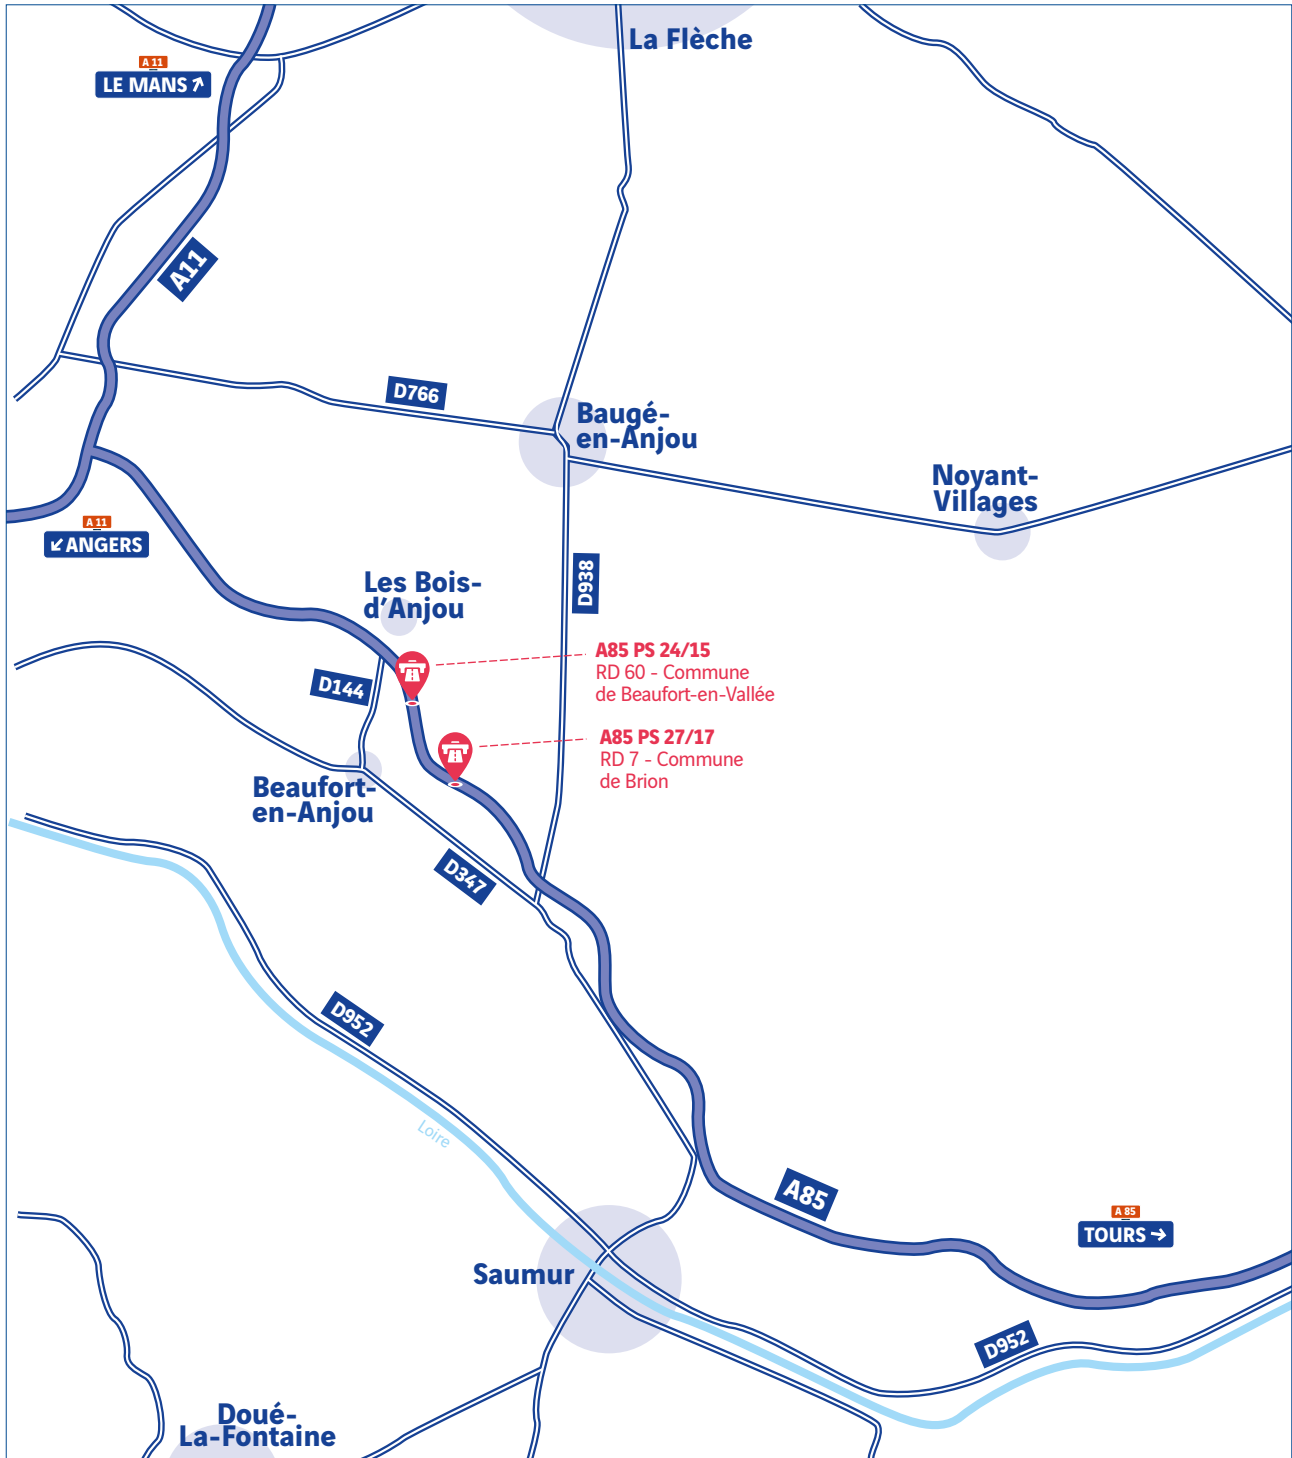 La Flèche
A 11
LE MANS ↗
A11
D766
Baugé-
en-Anjou
Noyant-
Villages
A 11
↙ ANGERS
D938
Les Bois-
d'Anjou
A85 PS 24/15
RD 60 - Commune
de Beaufort-en-Vallée
D144
A85 PS 27/17
RD 7 - Commune
de Brion
Beaufort-
en-Anjou
D347
D952
Loire
A85
A 85
TOURS →
Saumur
D952
Doué-
La-Fontaine